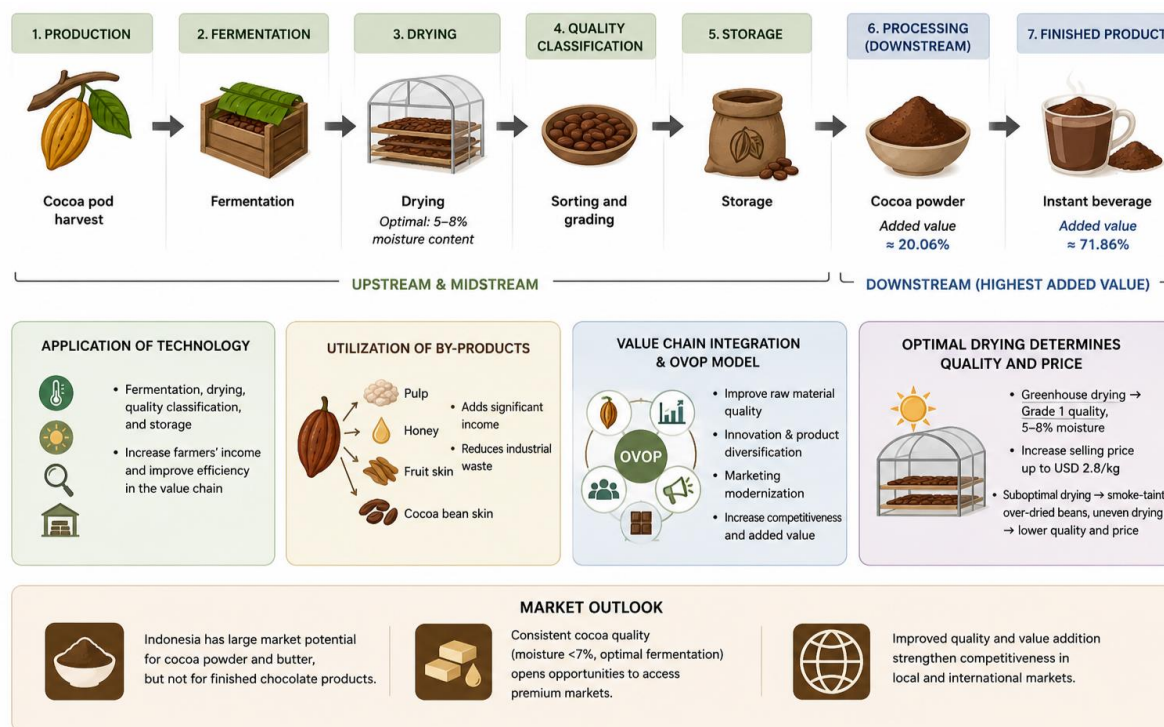 1. PRODUCTION
2. FERMENTATION
3. DRYING
4. QUALITY
CLASSIFICATION
5. STORAGE
6. PROCESSING
(DOWNSTREAM)
7. FINISHED PRODUCT
Cocoa pod
harvest
Fermentation
Drying
Optimal: 5–8%
moisture content
Sorting and
grading
Storage
Cocoa powder
Added value
≈ 20.06%
Instant beverage
Added value
≈ 71.86%
UPSTREAM & MIDSTREAM
DOWNSTREAM (HIGHEST ADDED VALUE)
APPLICATION OF TECHNOLOGY
• Fermentation, drying,
quality classification,
and storage
• Increase farmers' income
and improve efficiency
in the value chain
UTILIZATION OF BY-PRODUCTS
Pulp
Honey
Fruit skin
Cocoa bean skin
• Adds significant
income
• Reduces industrial
waste
VALUE CHAIN INTEGRATION
& OVOP MODEL
OVOP
• Improve raw material
quality
• Innovation & product
diversification
• Marketing
modernization
• Increase competitiveness
and added value
OPTIMAL DRYING DETERMINES
QUALITY AND PRICE
• Greenhouse drying →
Grade 1 quality,
5–8% moisture
• Increase selling price
up to USD 2.8/kg
• Suboptimal drying → smoke-taint
over-dried beans, uneven drying
→ lower quality and price
MARKET OUTLOOK
Indonesia has large market potential
for cocoa powder and butter,
but not for finished chocolate products.
Consistent cocoa quality
(moisture <7%, optimal fermentation)
opens opportunities to access
premium markets.
Improved quality and value addition
strengthen competitiveness in
local and international markets.